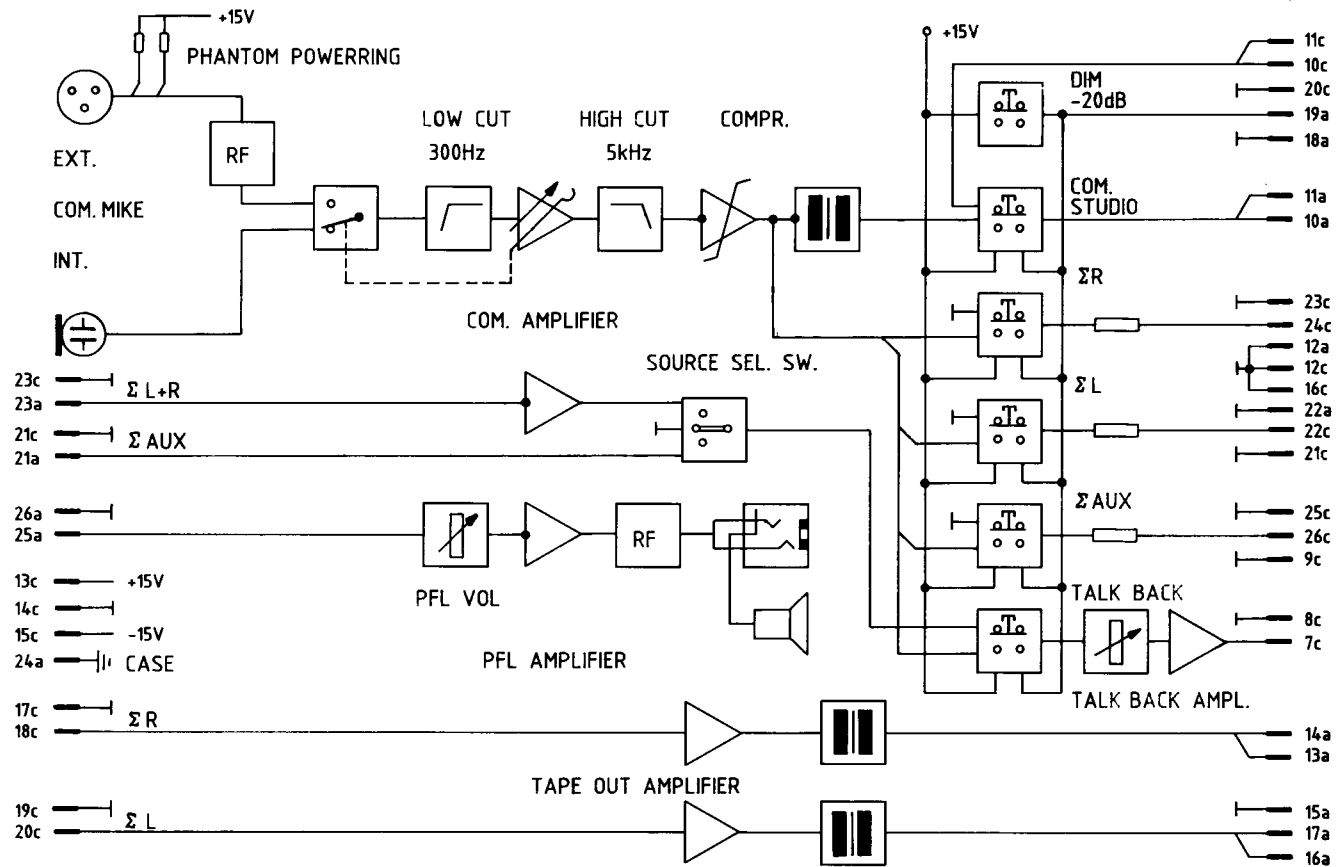 +15V
PHANTOM POWERRING
EXT.
COM. MIKE
INT.
RF
LOW CUT
300Hz
HIGH CUT
5kHz
COMPR.
COM. AMPLIFIER
+15V
DIM
-20dB
COM.
STUDIO
ΣR
ΣL
ΣAUX
TALK BACK
TALK BACK AMPL.
SOURCE SEL. SW.
23c
ΣL+R
23a
21c
ΣAUX
21a
26a
25a
PFL VOL
RF
PFL AMPLIFIER
13c +15V
14c
15c -15V
24a CASE
17c
ΣR
18c
TAPE OUT AMPLIFIER
19c
ΣL
20c
11c
10c
20c
19a
18a
11a
10a
23c
24c
12a
12c
16c
22a
22c
21c
25c
26c
9c
8c
7c
14a
13a
15a
17a
16a